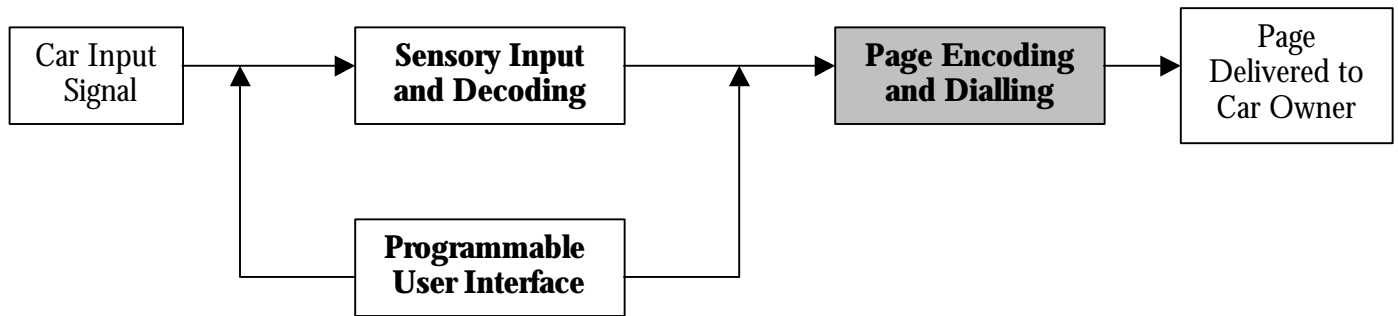 Car Input
Signal
Sensory Input
and Decoding
Page Encoding
and Dialling
Page
Delivered to
Car Owner
Programmable
User Interface